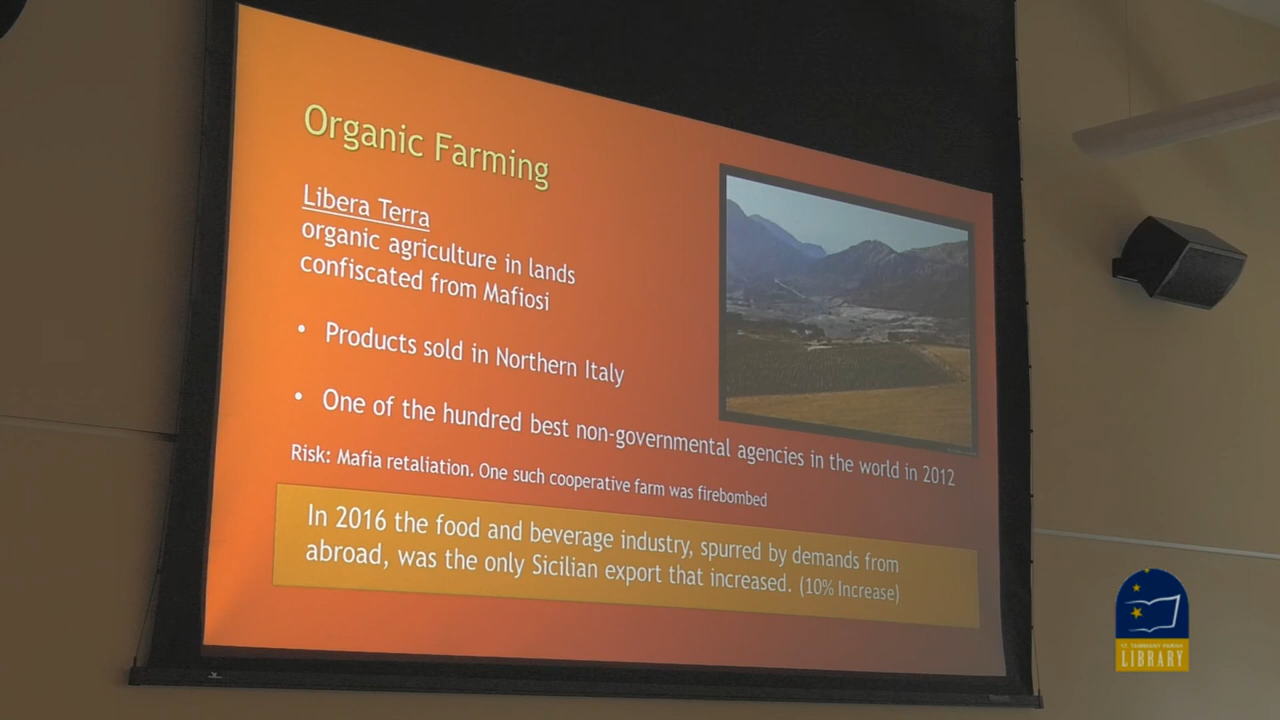 Organic Farming
Libera Terra
organic agriculture in lands
confiscated from Mafiosi
• Products sold in Northern Italy
• One of the hundred best non-governmental agencies in the world in 2012
Risk: Mafia retaliation. One such cooperative farm was firebombed
In 2016 the food and beverage industry, spurred by demands from
abroad, was the only Sicilian export that increased. (10% Increase)
ST. TAMMANY PARISH
LIBRARY